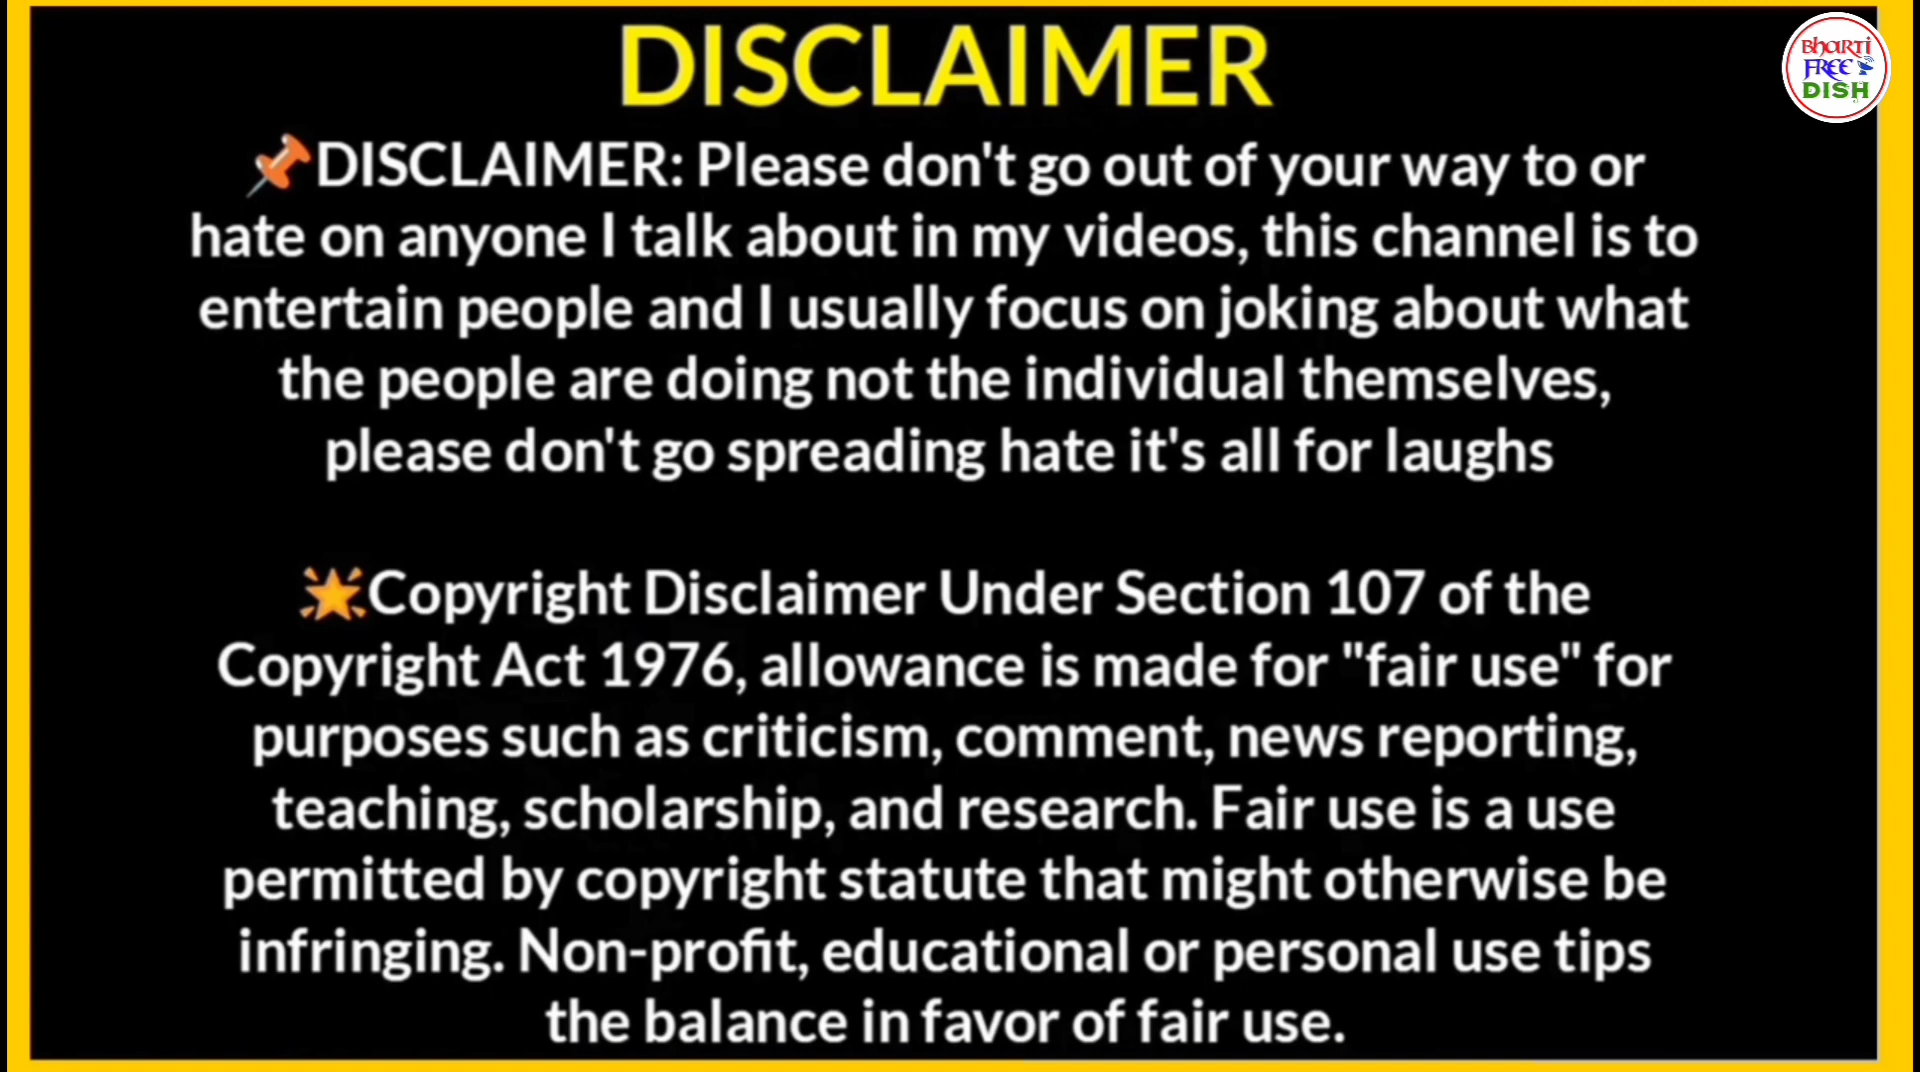 DISCLAIMER
BHARTI
FREE
DISH
📌DISCLAIMER: Please don't go out of your way to or
hate on anyone I talk about in my videos, this channel is to
entertain people and I usually focus on joking about what
the people are doing not the individual themselves,
please don't go spreading hate it's all for laughs
🌟Copyright Disclaimer Under Section 107 of the
Copyright Act 1976, allowance is made for "fair use" for
purposes such as criticism, comment, news reporting,
teaching, scholarship, and research. Fair use is a use
permitted by copyright statute that might otherwise be
infringing. Non-profit, educational or personal use tips
the balance in favor of fair use.